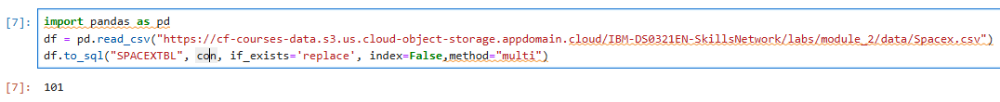 [7]: import pandas as pd
df = pd.read_csv("https://cf-courses-data.s3.us.cloud-object-storage.appdomain.cloud/IBM-DS0321EN-SkillsNetwork/labs/module_2/data/Spacex.csv")
df.to_sql("SPACEXTBL", con, if_exists='replace', index=False,method="multi")
[7]: 101